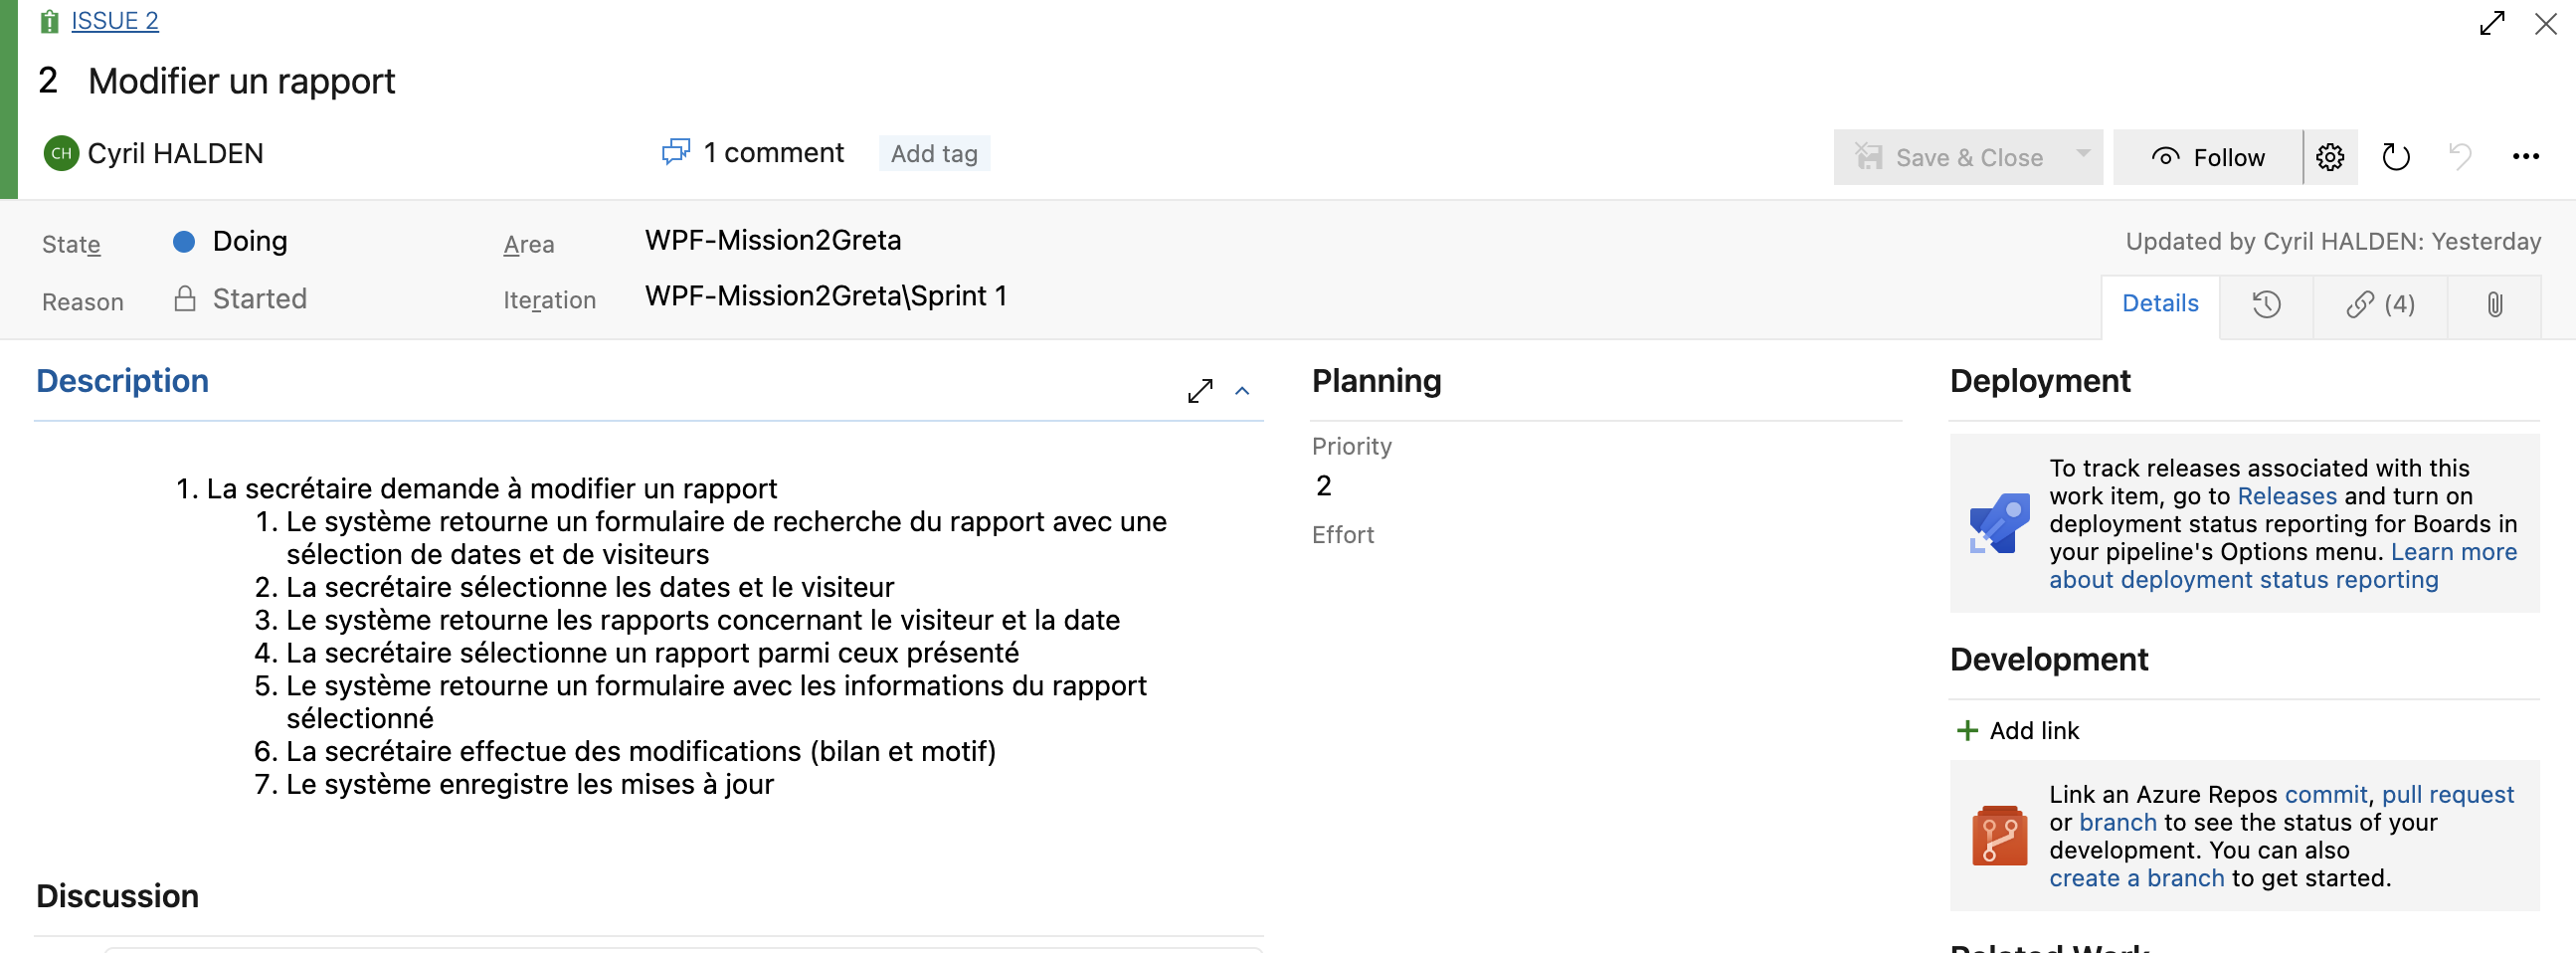 ISSUE 2
2 Modifier un rapport
CH Cyril HALDEN
1 comment
Add tag
Save & Close
Follow
State
Doing
Area
WPF-Mission2Greta
Updated by Cyril HALDEN: Yesterday
Reason
Started
Iteration
WPF-Mission2Greta\Sprint 1
Details
(4)
Description
1. La secrétaire demande à modifier un rapport
1. Le système retourne un formulaire de recherche du rapport avec une
sélection de dates et de visiteurs
2. La secrétaire sélectionne les dates et le visiteur
3. Le système retourne les rapports concernant le visiteur et la date
4. La secrétaire sélectionne un rapport parmi ceux présenté
5. Le système retourne un formulaire avec les informations du rapport
sélectionné
6. La secrétaire effectue des modifications (bilan et motif)
7. Le système enregistre les mises à jour
Discussion
Planning
Priority
2
Effort
Deployment
To track releases associated with this
work item, go to Releases and turn on
deployment status reporting for Boards in
your pipeline's Options menu. Learn more
about deployment status reporting
Development
+ Add link
Link an Azure Repos commit, pull request
or branch to see the status of your
development. You can also
create a branch to get started.
Related Work